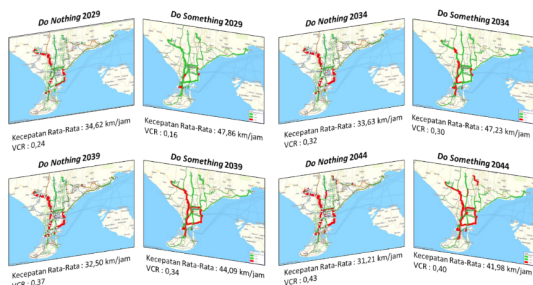 Do Nothing 2029
Kecepatan Rata-Rata : 34,62 km/jam
VCR : 0,24
Do Something 2029
Kecepatan Rata-Rata : 47,86 km/jam
VCR : 0,16
Do Nothing 2034
Kecepatan Rata-Rata : 33,63 km/jam
VCR : 0,32
Do Something 2034
Kecepatan Rata-Rata : 47,23 km/jam
VCR : 0,30
Do Nothing 2039
Kecepatan Rata-Rata : 32,50 km/jam
VCR : 0,37
Do Something 2039
Kecepatan Rata-Rata : 44,09 km/jam
VCR : 0,34
Do Nothing 2044
Kecepatan Rata-Rata : 31,21 km/jam
VCR : 0,43
Do Something 2044
Kecepatan Rata-Rata : 41,98 km/jam
VCR : 0,40